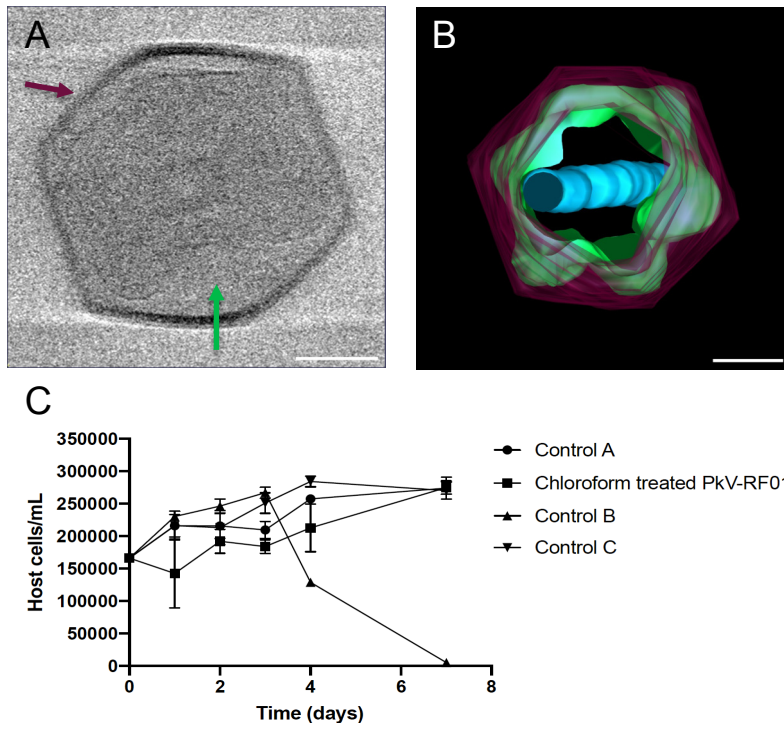 A
B
C
350000
300000
250000
200000
150000
100000
50000
0
Host cells/mL
0 2 4 6 8
Time (days)
Control A
Chloroform treated PkV-RF01
Control B
Control C